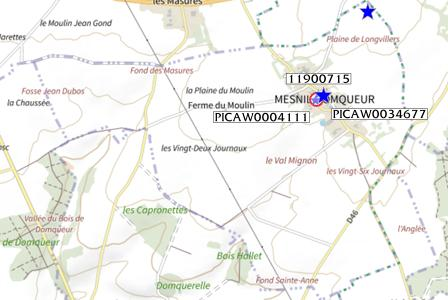 les Masures
le Moulin Jean Gond
Plaine de Longvillers
Fond des Masures
11900715
Fosse Jean Dubos
la Plaine du Moulin
la Chaussée
Ferme du Moulin
PICAW0004111
PICAW0034677
les Vingt-Deux Journaux
le Val Mignon
les Vingt-Six Journaux
Vallée du Bois de
Domqueur
les Capronettes
D46
l'Anglée
de Domqueur
Bois Hallet
Domquerelle
Fond Sainte-Anne